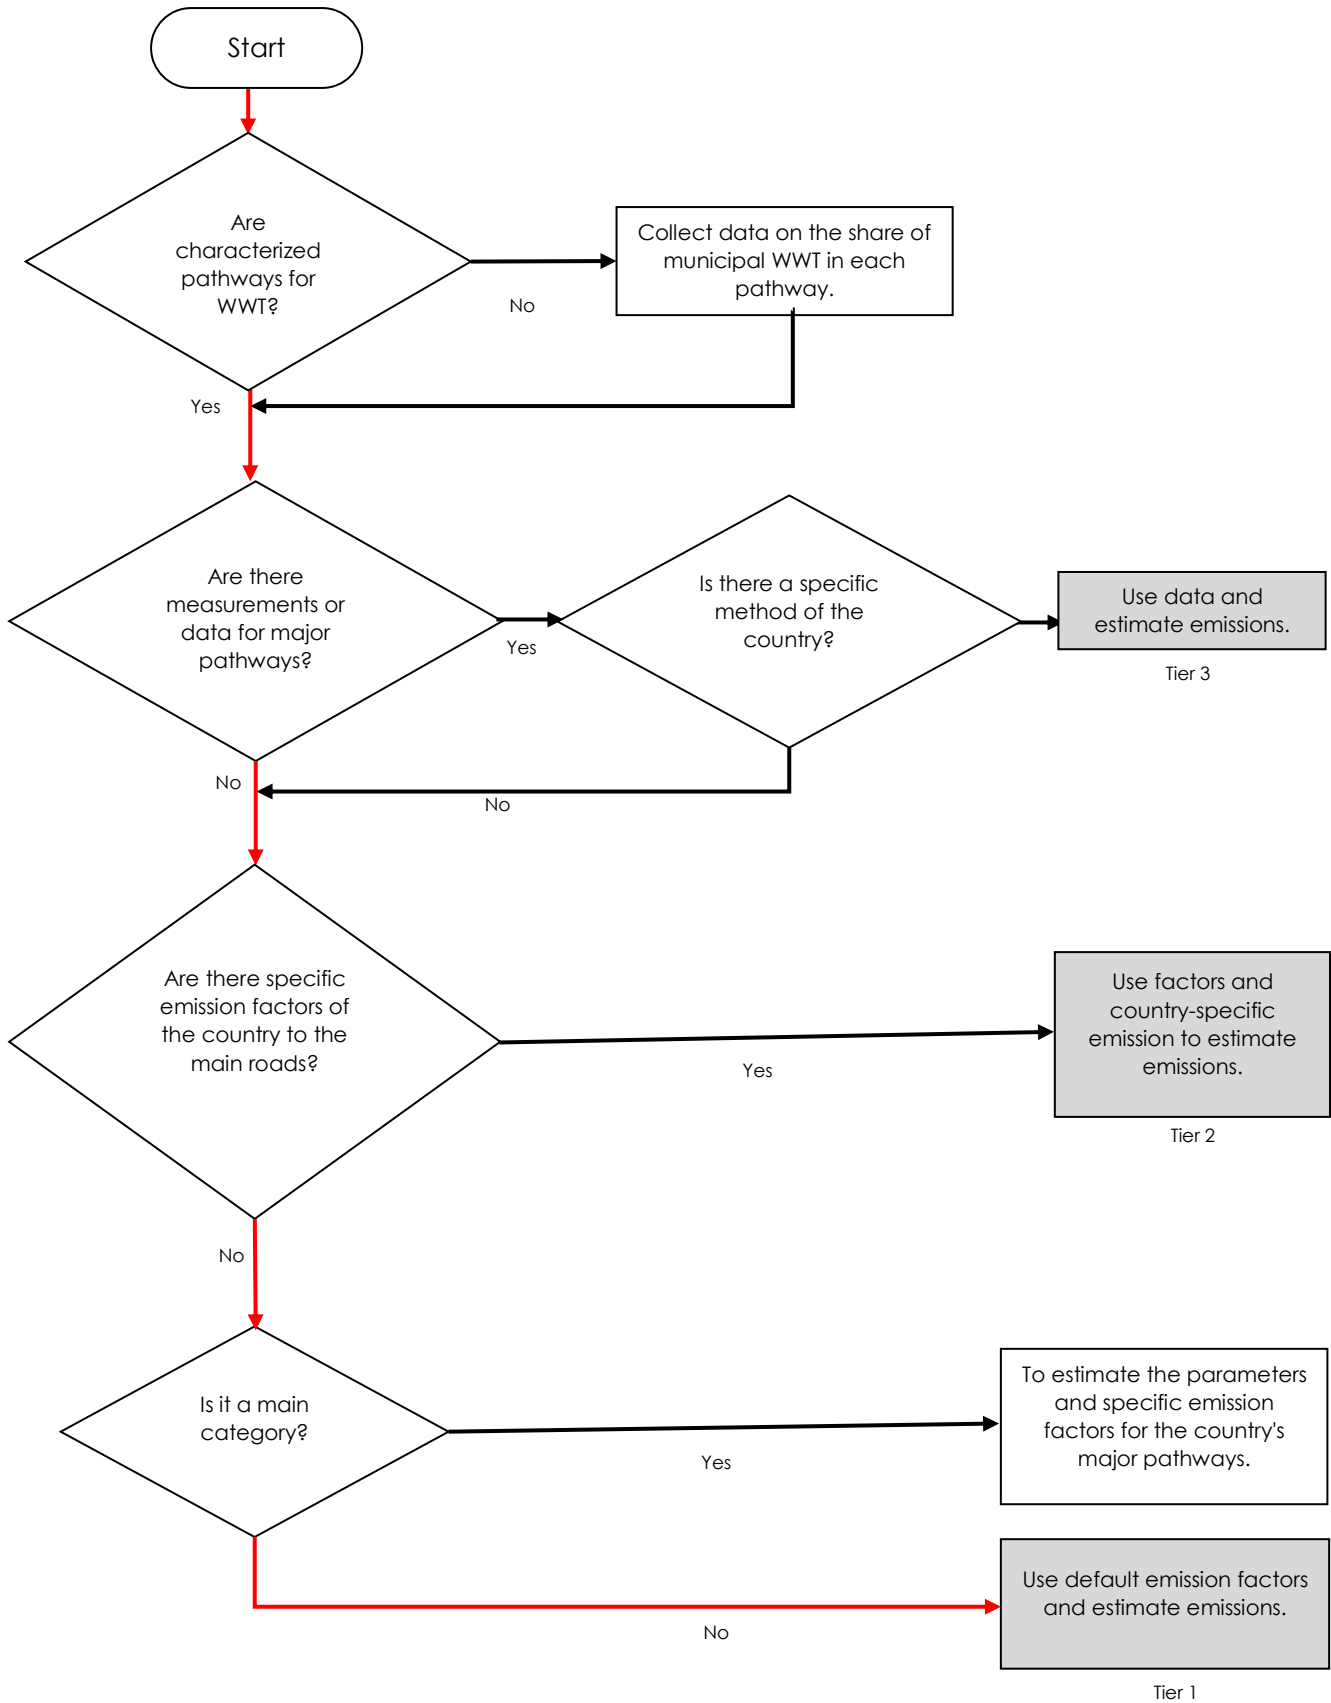 Start
Are
characterized
pathways for
WWT?
No
Collect data on the share of
municipal WWT in each
pathway.
Yes
Are there
measurements or
data for major
pathways?
Yes
Is there a specific
method of the
country?
Use data and
estimate emissions.
Tier 3
No
No
Are there specific
emission factors of
the country to the
main roads?
Yes
Use factors and
country-specific
emission to estimate
emissions.
Tier 2
No
Is it a main
category?
Yes
To estimate the parameters
and specific emission
factors for the country's
major pathways.
No
Use default emission factors
and estimate emissions.
Tier 1